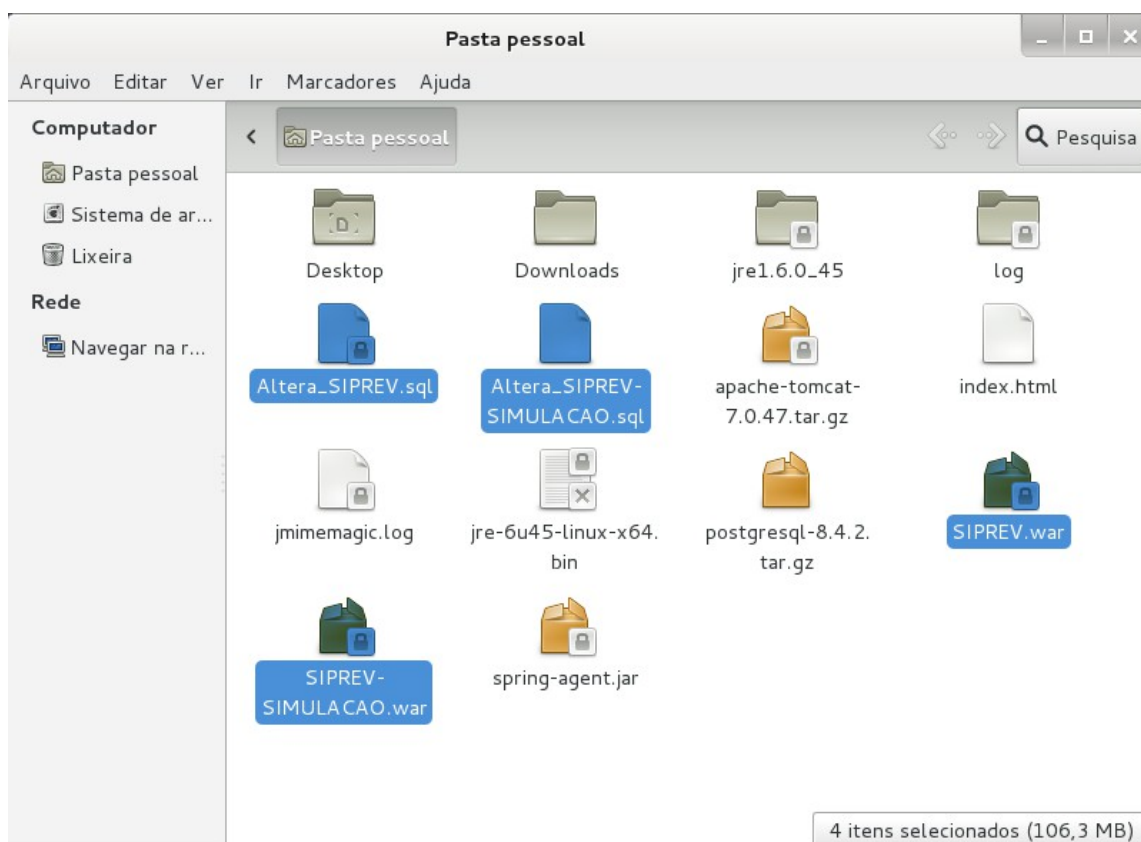 Pasta pessoal
Arquivo Editar Ver Ir Marcadores Ajuda
Computador
Pasta pessoal
Sistema de ar...
Lixeira
Rede
Navegar na r...
Pasta pessoal
Pesquisa
Desktop
Downloads
jre1.6.0_45
log
Altera_SIPREV.sql
Altera_SIPREV-
SIMULACAO.sql
apache-tomcat-
7.0.47.tar.gz
index.html
jmimemagic.log
jre-6u45-linux-x64.
bin
postgresql-8.4.2.
tar.gz
SIPREV.war
SIPREV-
SIMULACAO.war
spring-agent.jar
4 itens selecionados (106,3 MB)